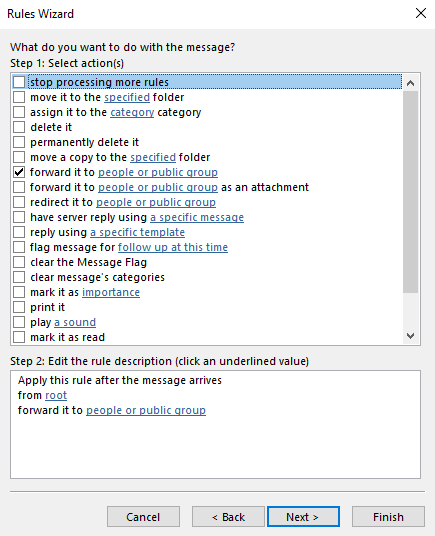 Rules Wizard
What do you want to do with the message?
Step 1: Select action(s)
stop processing more rules
move it to the specified folder
assign it to the category category
delete it
permanently delete it
move a copy to the specified folder
forward it to people or public group
forward it to people or public group as an attachment
redirect it to people or public group
have server reply using a specific message
reply using a specific template
flag message for follow up at this time
clear the Message Flag
clear message's categories
mark it as importance
print it
play a sound
mark it as read
Step 2: Edit the rule description (click an underlined value)
Apply this rule after the message arrives
from root
forward it to people or public group
Cancel < Back Next > Finish